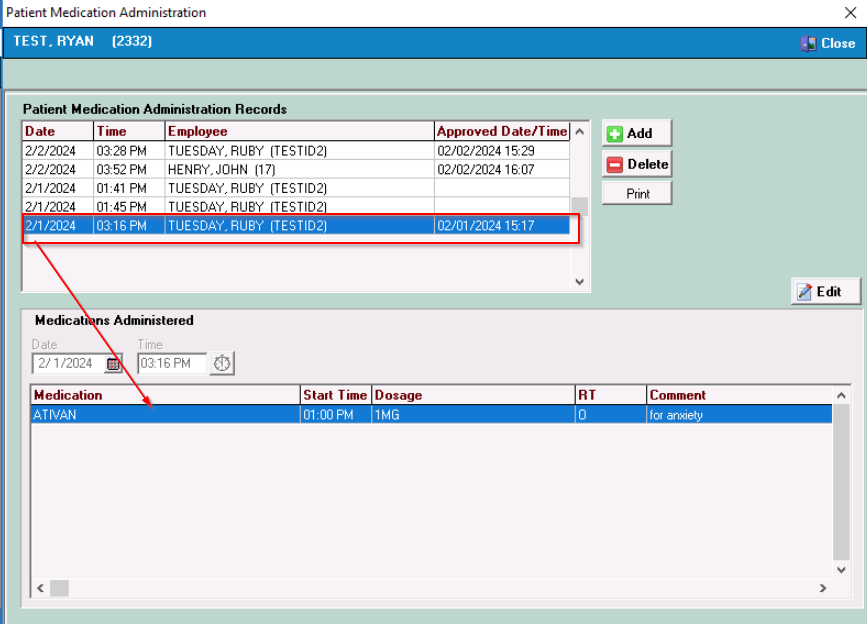 Patient Medication Administration
TEST, RYAN (2332) Close
Patient Medication Administration Records
Date Time Employee Approved Date/Time
2/2/2024 03:28 PM TUESDAY, RUBY (TESTID2) 02/02/2024 15:29
2/2/2024 03:52 PM HENRY, JOHN (17) 02/02/2024 16:07
2/1/2024 01:41 PM TUESDAY, RUBY (TESTID2)
2/1/2024 01:45 PM TUESDAY, RUBY (TESTID2)
2/1/2024 03:16 PM TUESDAY, RUBY (TESTID2) 02/01/2024 15:17
Add
Delete
Print
Edit
Medications Administered
Date Time
2/ 1/2024 03:16 PM
Medication Start Time Dosage RT Comment
ATIVAN 01:00 PM 1MG O for anxiety